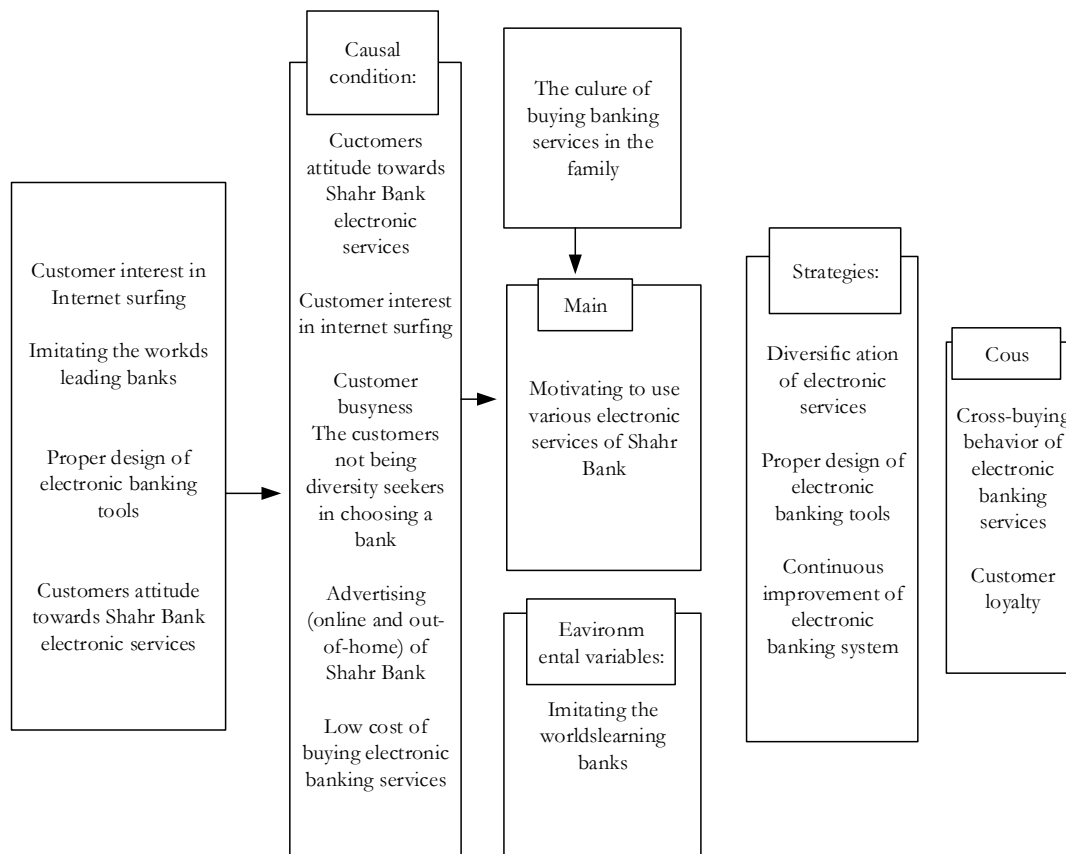 Customer interest in
Internet surfing
Imitating the workds
leading banks
Proper design of
electronic banking
tools
Customers attitude
towards Shahr Bank
electronic services
Causal
condition:
Cuctomers
attitude towards
Shahr Bank
electronic
services
Customer interest
in internet surfing
Customer
busyness
The customers
not being
diversity seekers
in choosing a
bank
Advertising
(online and out-
of-home) of
Shahr Bank
Low cost of
buying electronic
banking services
The culure of
buying banking
services in the
family
Main
Motivating to use
various electronic
services of Shahr
Bank
Eavironm
ental variables:
Imitating the
worldslearning
banks
Strategies:
Diversific ation
of electronic
services
Proper design of
electronic
banking tools
Continuous
improvement of
electronic
banking system
Cous
Cross-buying
behavior of
electronic
banking
services
Customer
loyalty